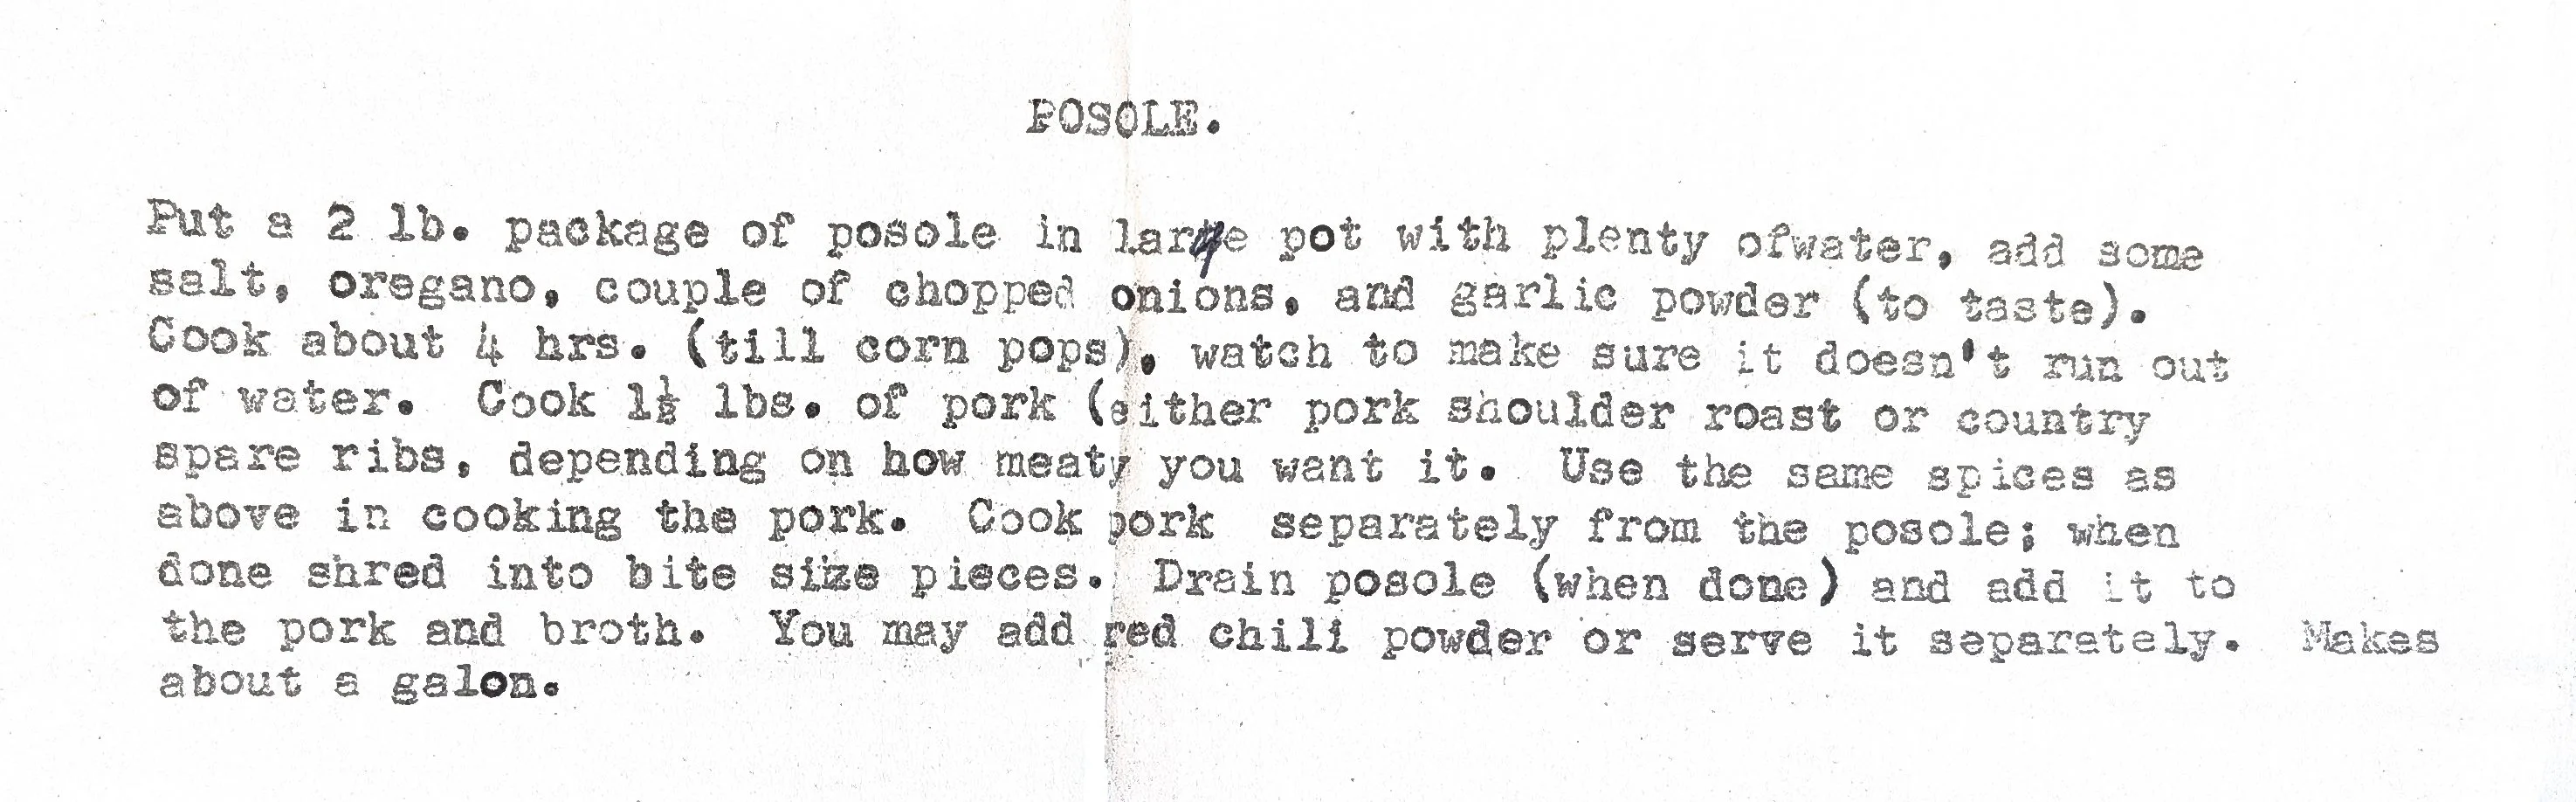 POSOLE.
Put a 2 lb. package of posole in large pot with plenty ofwater, add some
salt, oregano, couple of chopped onions, and garlic powder (to taste).
Cook about 4 hrs. (till corn pops), watch to make sure it doesn't run out
of water.  Cook 1½ lbs. of pork (either pork shoulder roast or country
spare ribs, depending on how meaty you want it.  Use the same spices as
above in cooking the pork.  Cook pork  separately from the posole; when
done shred into bite size pieces.  Drain posole (when done) and add it to
the pork and broth.  You may add red chili powder or serve it separately.  Makes
about a galon.